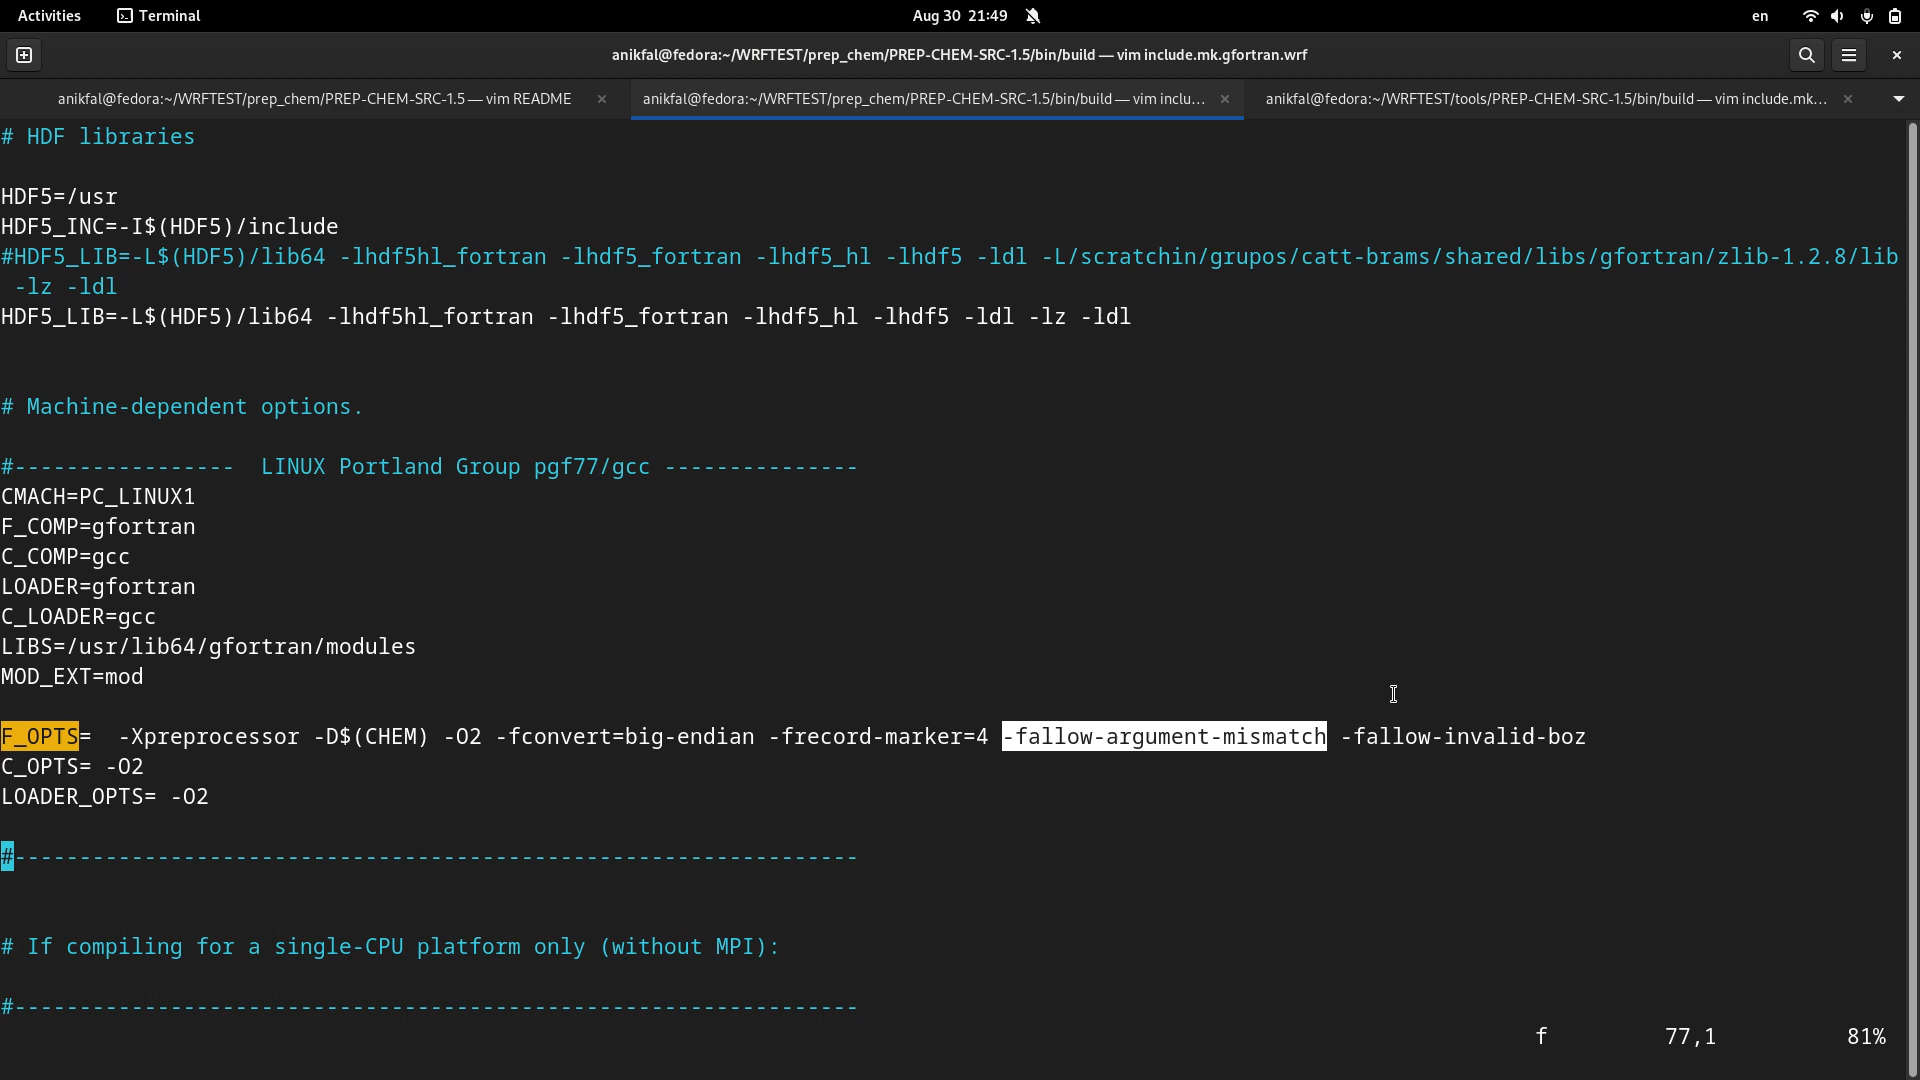 Activities Terminal Aug 30 21:49 en
anikfal@fedora:~/WRFTEST/prep_chem/PREP-CHEM-SRC-1.5/bin/build — vim include.mk.gfortran.wrf
anikfal@fedora:~/WRFTEST/prep_chem/PREP-CHEM-SRC-1.5 — vim README × anikfal@fedora:~/WRFTEST/prep_chem/PREP-CHEM-SRC-1.5/bin/build — vim inclu... × anikfal@fedora:~/WRFTEST/tools/PREP-CHEM-SRC-1.5/bin/build — vim include.mk... ×
# HDF libraries
HDF5=/usr
HDF5_INC=-I$(HDF5)/include
#HDF5_LIB=-L$(HDF5)/lib64 -lhdf5hl_fortran -lhdf5_fortran -lhdf5_hl -lhdf5 -ldl -L/scratchin/grupos/catt-brams/shared/libs/gfortran/zlib-1.2.8/lib
-lz -ldl
HDF5_LIB=-L$(HDF5)/lib64 -lhdf5hl_fortran -lhdf5_fortran -lhdf5_hl -lhdf5 -ldl -lz -ldl
# Machine-dependent options.
#----------------- LINUX Portland Group pgf77/gcc ---------------
CMACH=PC_LINUX1
F_COMP=gfortran
C_COMP=gcc
LOADER=gfortran
C_LOADER=gcc
LIBS=/usr/lib64/gfortran/modules
MOD_EXT=mod
F_OPTS=  -Xpreprocessor -D$(CHEM) -O2 -fconvert=big-endian -frecord-marker=4 -fallow-argument-mismatch -fallow-invalid-boz
C_OPTS= -O2
LOADER_OPTS= -O2
#-----------------------------------------------------------------
# If compiling for a single-CPU platform only (without MPI):
#-----------------------------------------------------------------
f 77,1 81%